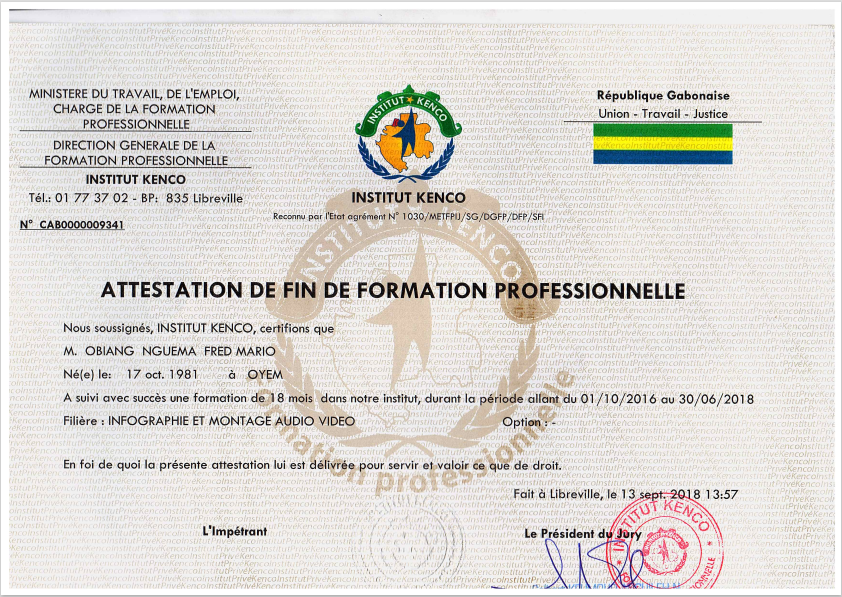 MINISTERE DU TRAVAIL, DE L'EMPLOI,
CHARGE DE LA FORMATION
PROFESSIONNELLE
DIRECTION GENERALE DE LA
FORMATION PROFESSIONNELLE
INSTITUT KENCO
Tél.: 01 77 37 02 - BP: 835 Libreville
N° CAB0000009341
INSTITUT KENCO
INSTITUT KENCO
Reconnu par l'Etat agrément N° 1030/METFPIJ/SG/DGFP/DFP/SFI
République Gabonaise
Union - Travail - Justice
INSTITUT KENCO
ATTESTATION DE FIN DE FORMATION PROFESSIONNELLE
Nous soussignés, INSTITUT KENCO, certifions que
M. OBIANG NGUEMA FRED MARIO
Né(e) le: 17 oct. 1981 à OYEM
A suivi avec succès une formation de 18 mois dans notre institut, durant la période allant du 01/10/2016 au 30/06/2018
Filière : INFOGRAPHIE ET MONTAGE AUDIO VIDEO Option : -
Formation professionnelle
En foi de quoi la présente attestation lui est délivrée pour servir et valoir ce que de droit.
Fait à Libreville, le 13 sept. 2018 13:57
L'Impétrant
Le Président du Jury
INSTITUT KENCO